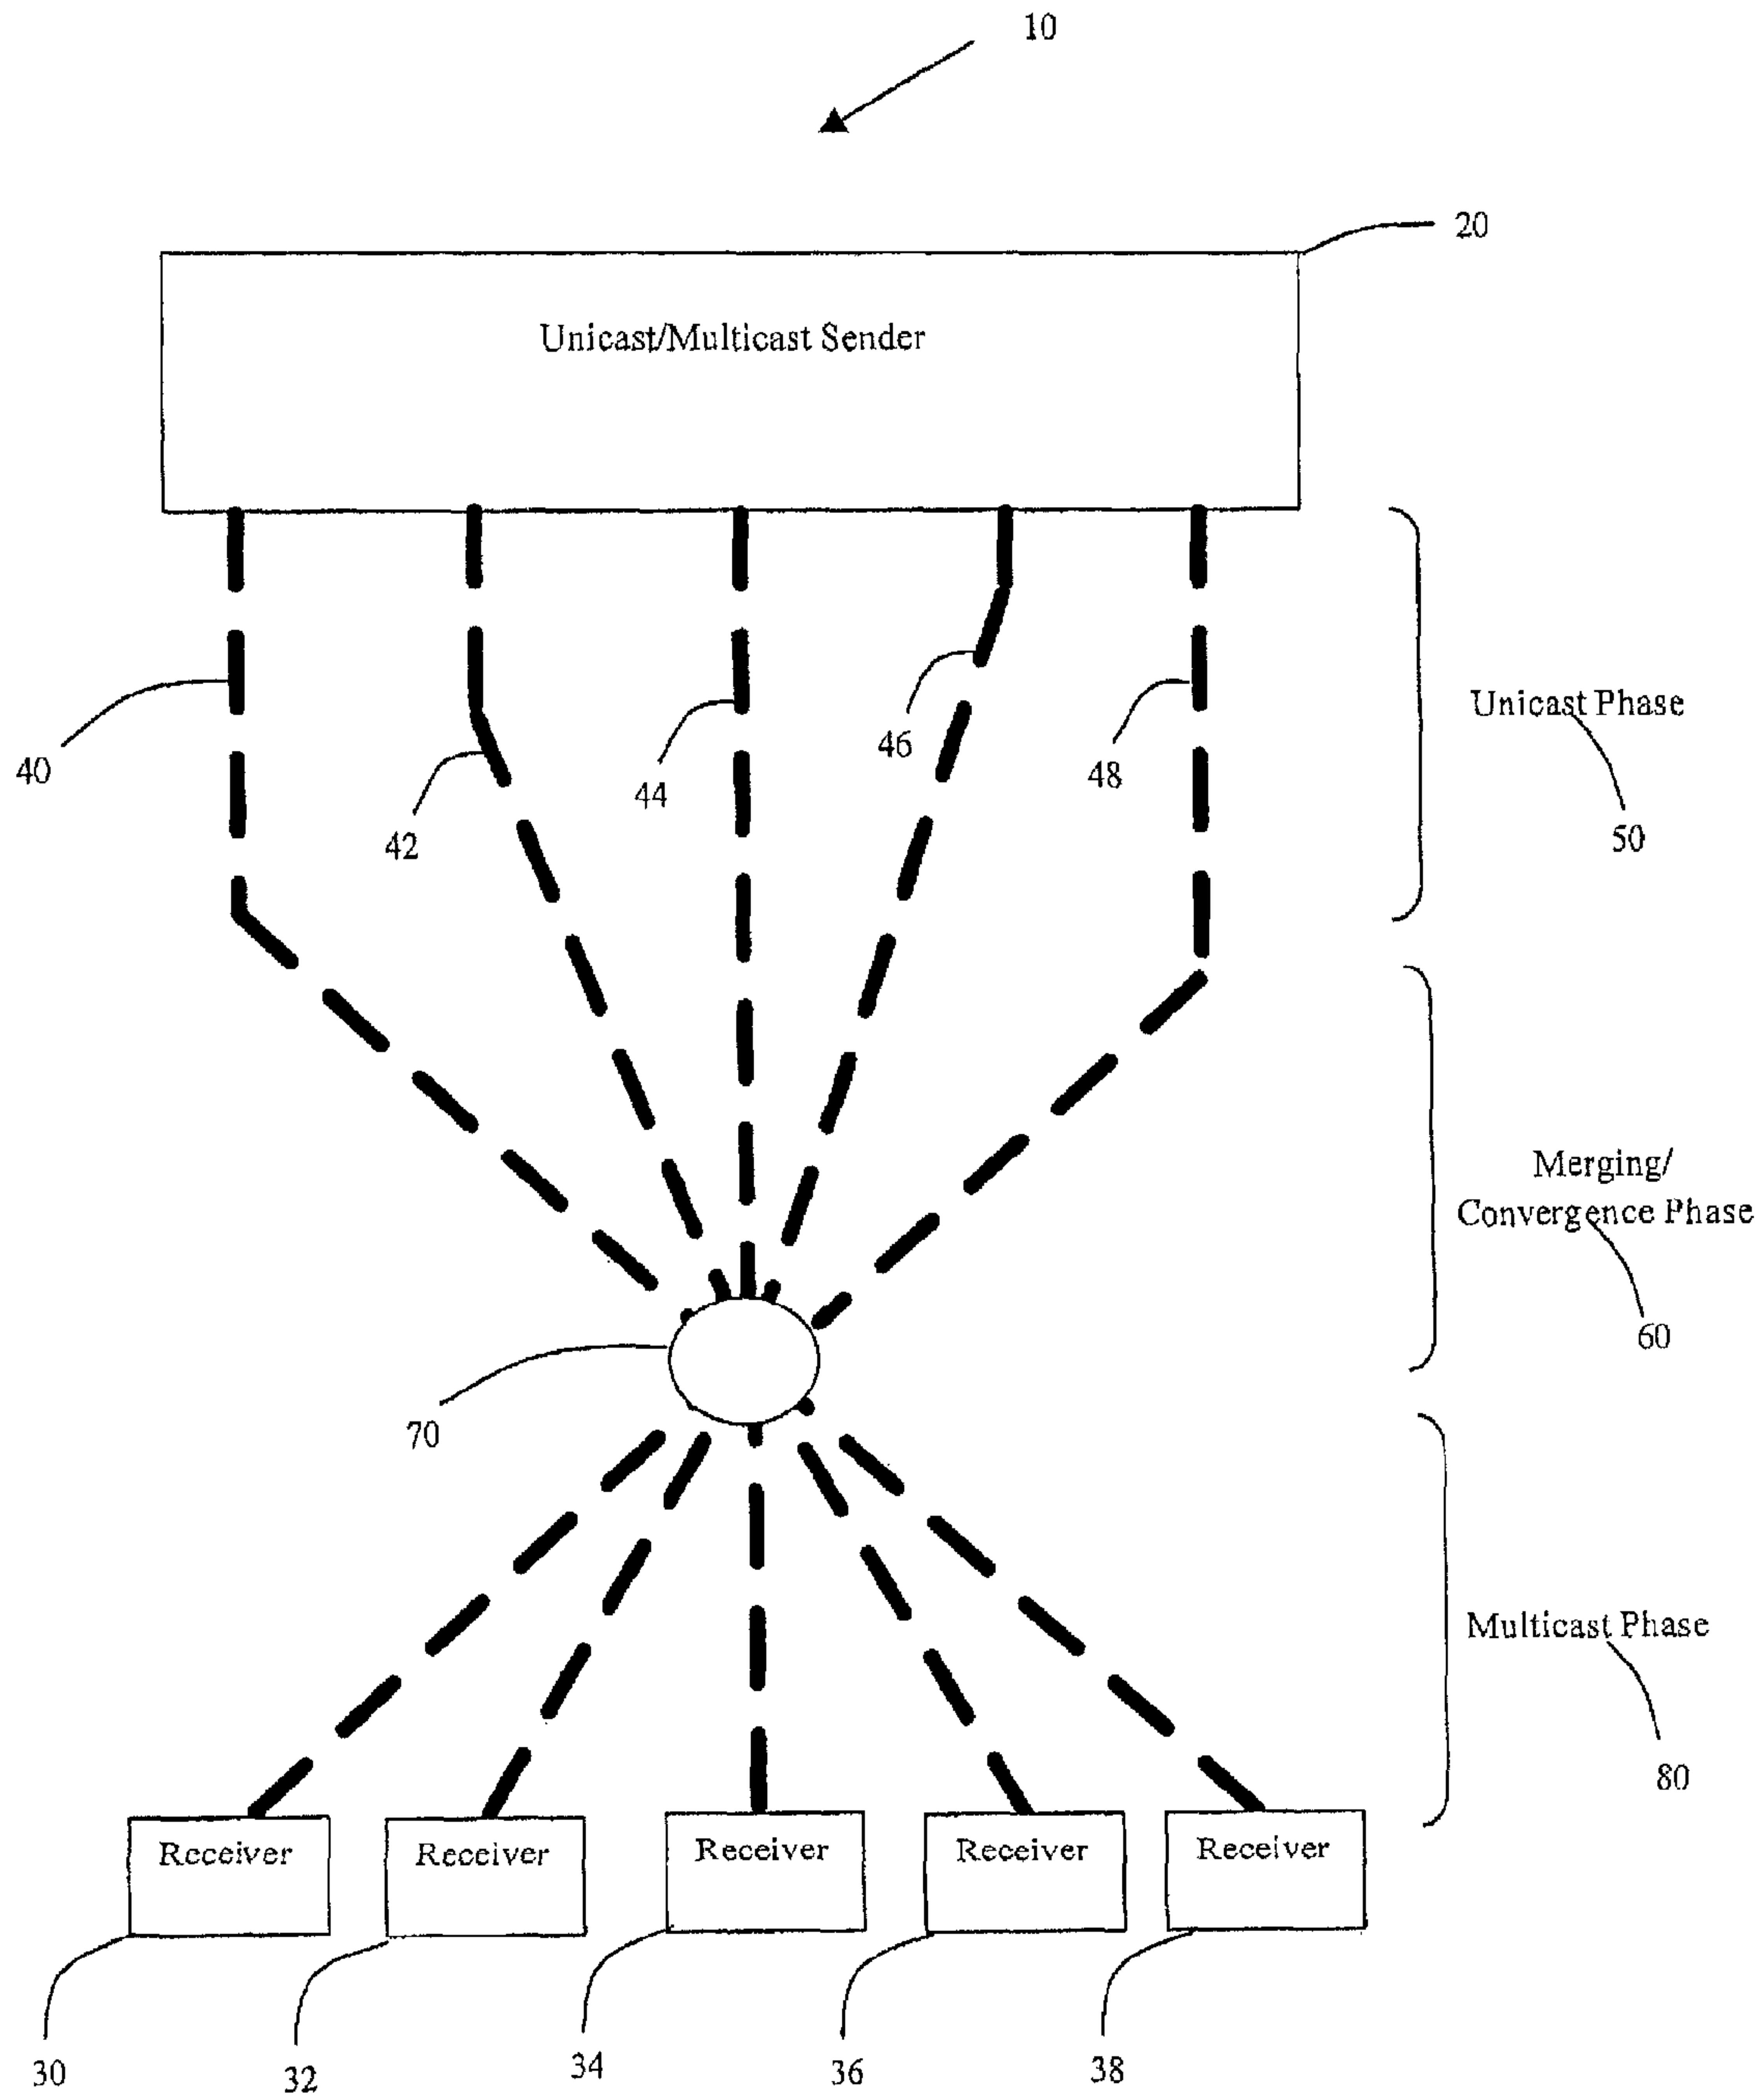 10
20
Unicast/Multicast Sender
40
42
44
46
48
Unicast Phase
50
Merging/
Convergence Phase
60
70
Multicast Phase
80
Receiver
Receiver
Receiver
Receiver
Receiver
30
32
34
36
38